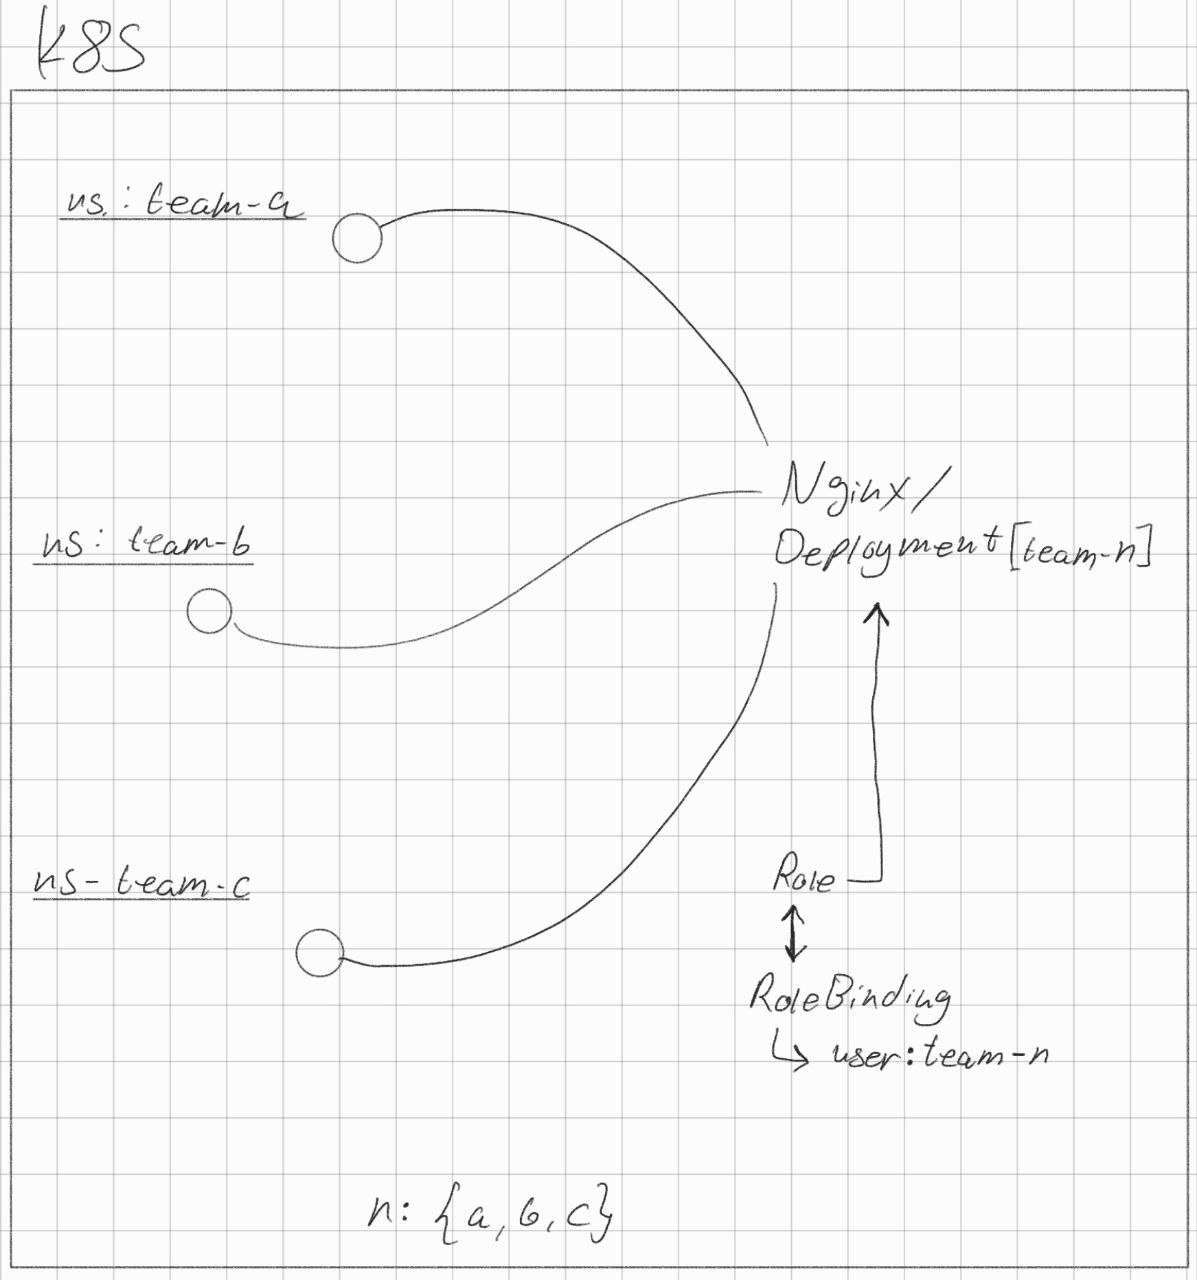 K8S
ns.: team-a
Nginx/
Deployment [team-n]
ns: team-b
ns-team-c
Role
RoleBinding
user:team-n
n: {a, b, c}